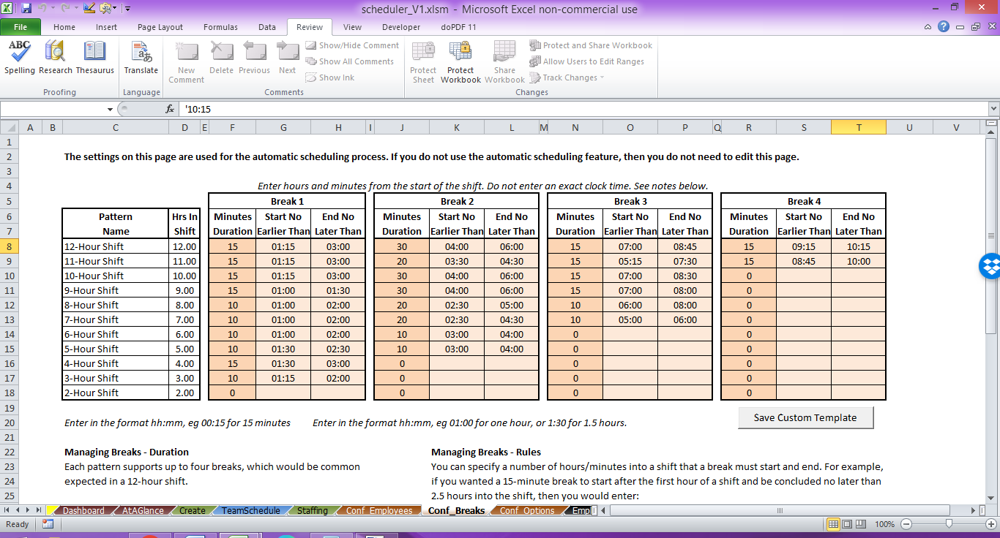 scheduler_V1.xlsm - Microsoft Excel non-commercial use
File Home Insert Page Layout Formulas Data Review View Developer doPDF 11
ABC
Spelling Research Thesaurus Translate New Comment Delete Previous Next Show/Hide Comment Protect Sheet Protect Workbook Share Workbook Protect and Share Workbook
Show All Comments Allow Users to Edit Ranges
Show Ink Track Changes
Proofing Language Comments Changes
fx '10:15
A B C D E F G H I J K L M N O P Q R S T U V
1
2 The settings on this page are used for the automatic scheduling process. If you do not use the automatic scheduling feature, then you do not need to edit this page.
3
4 Enter hours and minutes from the start of the shift. Do not enter an exact clock time. See notes below.
5 Break 1 Break 2 Break 3 Break 4
6 Pattern Hrs In Minutes Start No End No Minutes Start No End No Minutes Start No End No Minutes Start No End No
7 Name Shift Duration Earlier Than Later Than Duration Earlier Than Later Than Duration Earlier Than Later Than Duration Earlier Than Later Than
8 12-Hour Shift 12.00 15 01:15 03:00 30 04:00 06:00 15 07:00 08:45 15 09:15 10:15
9 11-Hour Shift 11.00 15 01:15 03:00 20 03:30 04:30 15 05:15 07:30 15 08:45 10:00
10 10-Hour Shift 10.00 15 01:15 03:00 30 04:00 06:00 15 07:00 08:30 0
11 9-Hour Shift 9.00 15 01:00 01:30 30 04:00 06:00 15 07:00 08:00 0
12 8-Hour Shift 8.00 10 01:00 02:00 20 02:30 05:00 10 06:00 08:00 0
13 7-Hour Shift 7.00 10 01:00 02:00 20 02:30 04:30 10 05:00 06:00 0
14 6-Hour Shift 6.00 10 01:00 02:00 10 03:00 04:00 0 0
15 5-Hour Shift 5.00 10 01:30 02:30 10 03:00 04:00 0 0
16 4-Hour Shift 4.00 15 01:30 03:00 0 0 0
17 3-Hour Shift 3.00 10 01:15 02:00 0 0 0
18 2-Hour Shift 2.00 0 0 0 0
19
20 Enter in the format hh:mm, eg 00:15 for 15 minutes Enter in the format hh:mm, eg 01:00 for one hour, or 1:30 for 1.5 hours. Save Custom Template
21
22 Managing Breaks - Duration Managing Breaks - Rules
23 Each pattern supports up to four breaks, which would be common You can specify a number of hours/minutes into a shift that a break must start and end. For example,
24 expected in a 12-hour shift. if you wanted a 15-minute break to start after the first hour of a shift and be concluded no later than
25 2.5 hours into the shift, then you would enter:
Dashboard AtAGlance Create TeamSchedule Staffing Conf_Employees Conf_Breaks Conf_Options Emp
Ready 100%